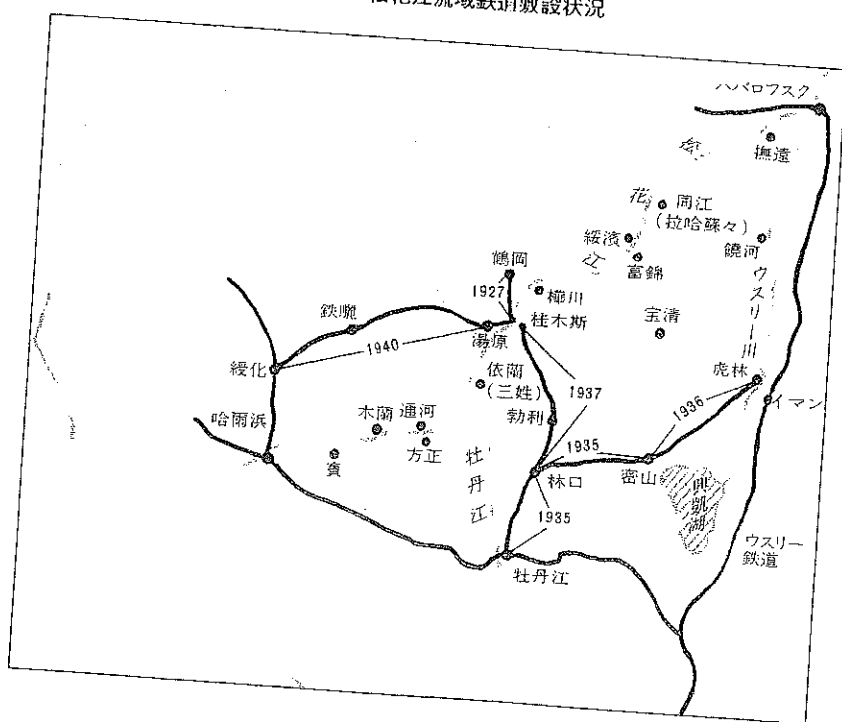 松花江流域鉄道敷設状況
ハバロフスク
撫遠
松
花
江
同江
(拉哈蘇々)
綏濱
富錦
饒河
ウスリー川
鶴岡
1927
樺川
佳木斯
宝清
鉄驪
湯原
1940
綏化
依蘭
(三姓)
1937
虎林
イマン
1936
勃利
木蘭
通河
哈爾浜
方正
賓
牡
丹
江
1935
林口
密山
興凱湖
1935
ウスリー
鉄道
牡丹江